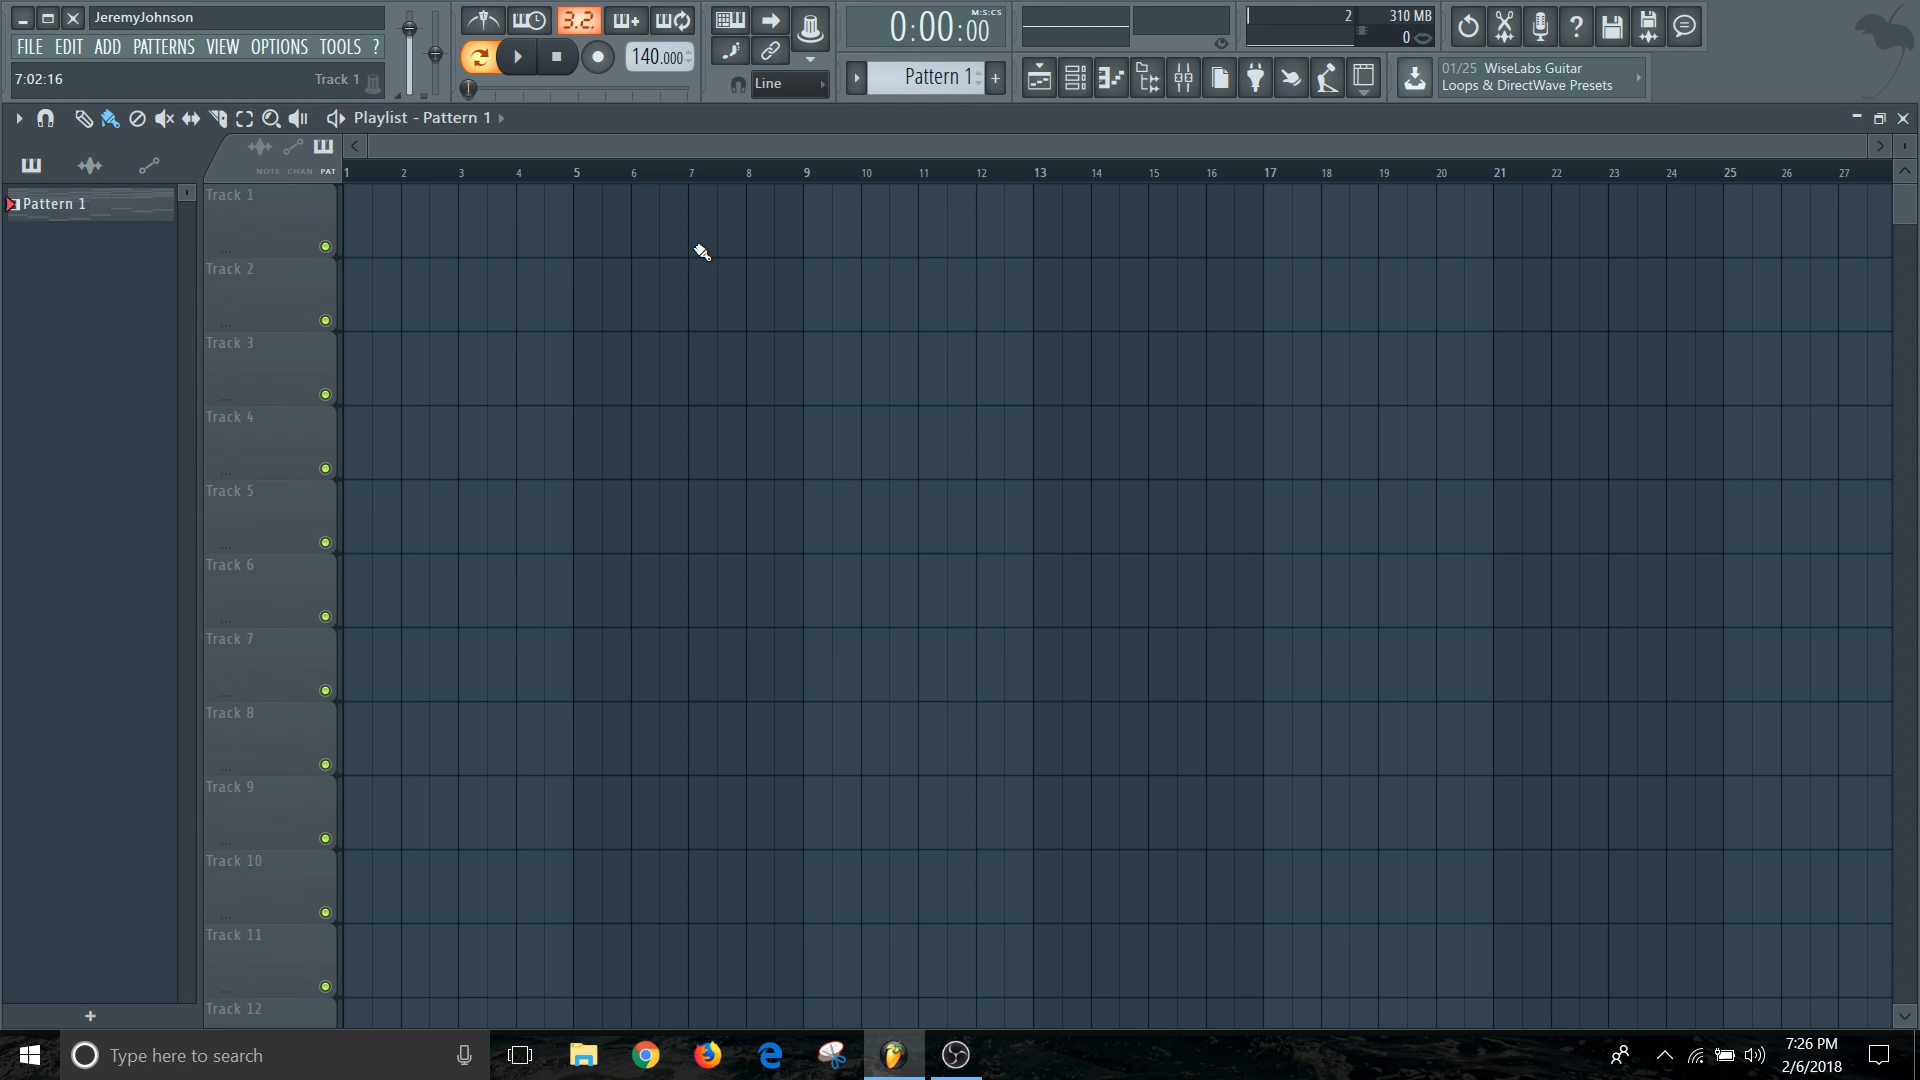 JeremyJohnson
FILE EDIT ADD PATTERNS VIEW OPTIONS TOOLS ?
7:02:16 Track 1
3.2.
140.000
Line
M:S:CS
0:00:00
Pattern 1
+
2
310 MB
0
?
01/25 WiseLabs Guitar
Loops & DirectWave Presets
Playlist - Pattern 1
NOTE CHAN PAT
1 2 3 4 5 6 7 8 9 10 11 12 13 14 15 16 17 18 19 20 21 22 23 24 25 26 27
Pattern 1
Track 1
...
Track 2
...
Track 3
...
Track 4
...
Track 5
...
Track 6
...
Track 7
...
Track 8
...
Track 9
...
Track 10
...
Track 11
...
Track 12
+
Type here to search
7:26 PM
2/6/2018